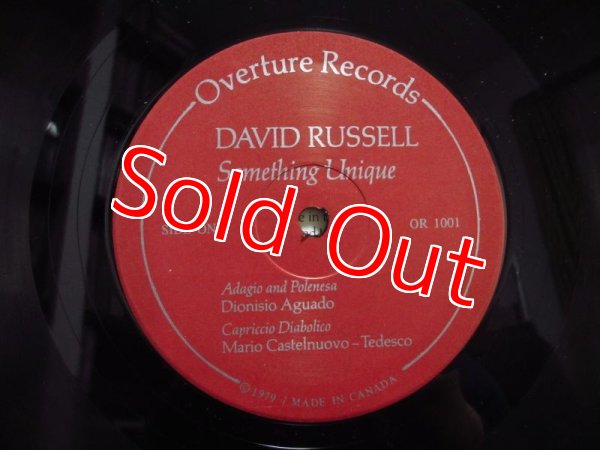 Overture Records
DAVID RUSSELL
Something Unique
Sold Out
OR 1001
Adagio and Polenesa
Dionisio Aguado
Capriccio Diabolico
Mario Castelnuovo – Tedesco
© 1979 / MADE IN CANADA